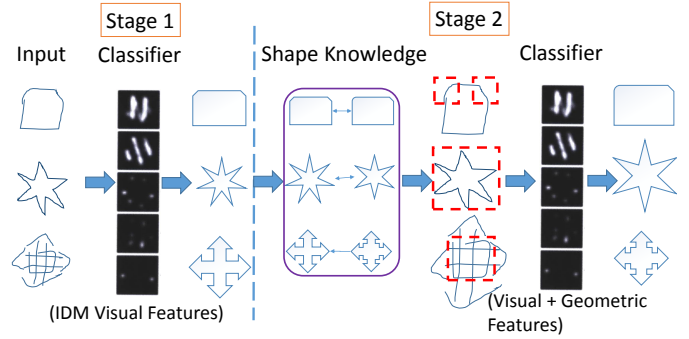 Stage 1
Stage 2
Input
Classifier
Shape Knowledge
Classifier
(IDM Visual Features)
(Visual + Geometric
Features)